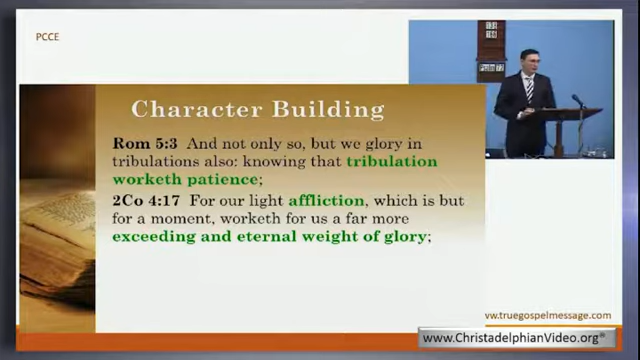 PCCE
Psalm 72
Character Building
Rom 5:3 And not only so, but we glory in
tribulations also: knowing that tribulation
worketh patience;
2Co 4:17 For our light affliction, which is but
for a moment, worketh for us a far more
exceeding and eternal weight of glory;
ww.truegospelmessage.com
www.ChristadelphianVideo.org